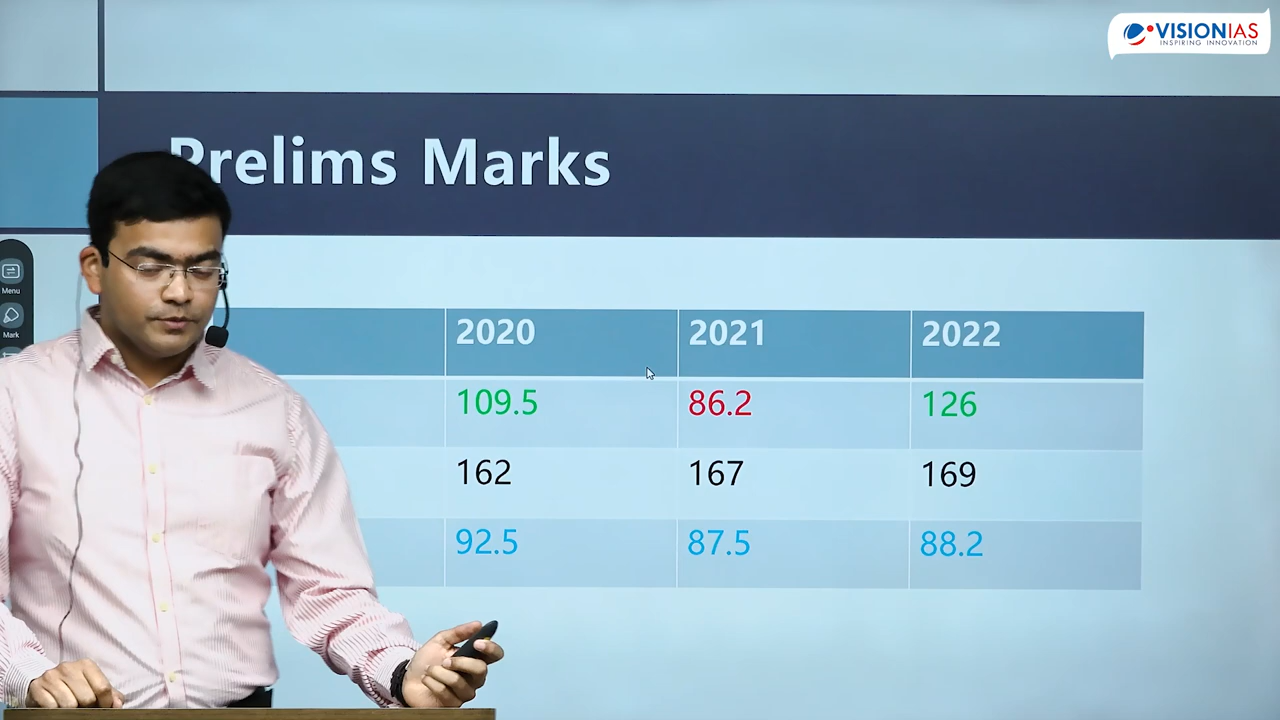 VISIONIAS
INSPIRING INNOVATION
Prelims Marks
Menu
Mark
2020 2021 2022
109.5 86.2 126
162 167 169
92.5 87.5 88.2